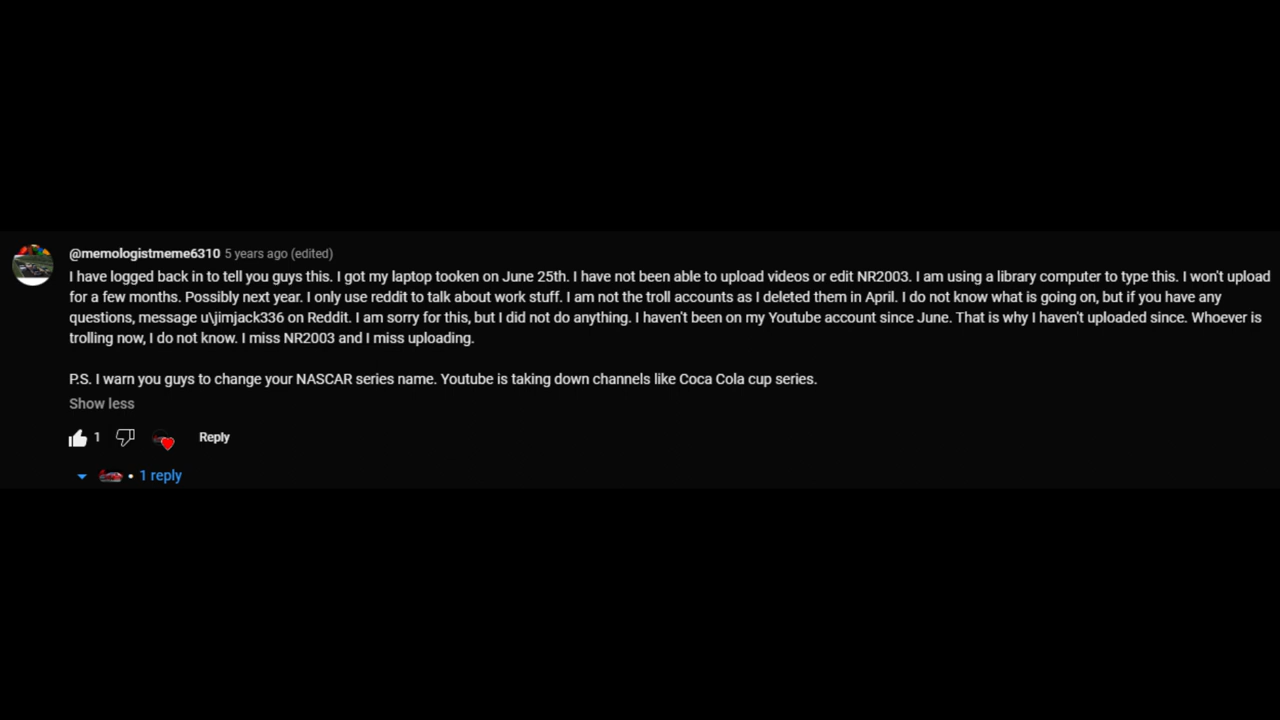 @memologistmeme6310 5 years ago (edited)
I have logged back in to tell you guys this. I got my laptop tooken on June 25th. I have not been able to upload videos or edit NR2003. I am using a library computer to type this. I won't upload
for a few months. Possibly next year. I only use reddit to talk about work stuff. I am not the troll accounts as I deleted them in April. I do not know what is going on, but if you have any
questions, message u\jimjack336 on Reddit. I am sorry for this, but I did not do anything. I haven't been on my Youtube account since June. That is why I haven't uploaded since. Whoever is
trolling now, I do not know. I miss NR2003 and I miss uploading.
P.S. I warn you guys to change your NASCAR series name. Youtube is taking down channels like Coca Cola cup series.
Show less
1 Reply
• 1 reply